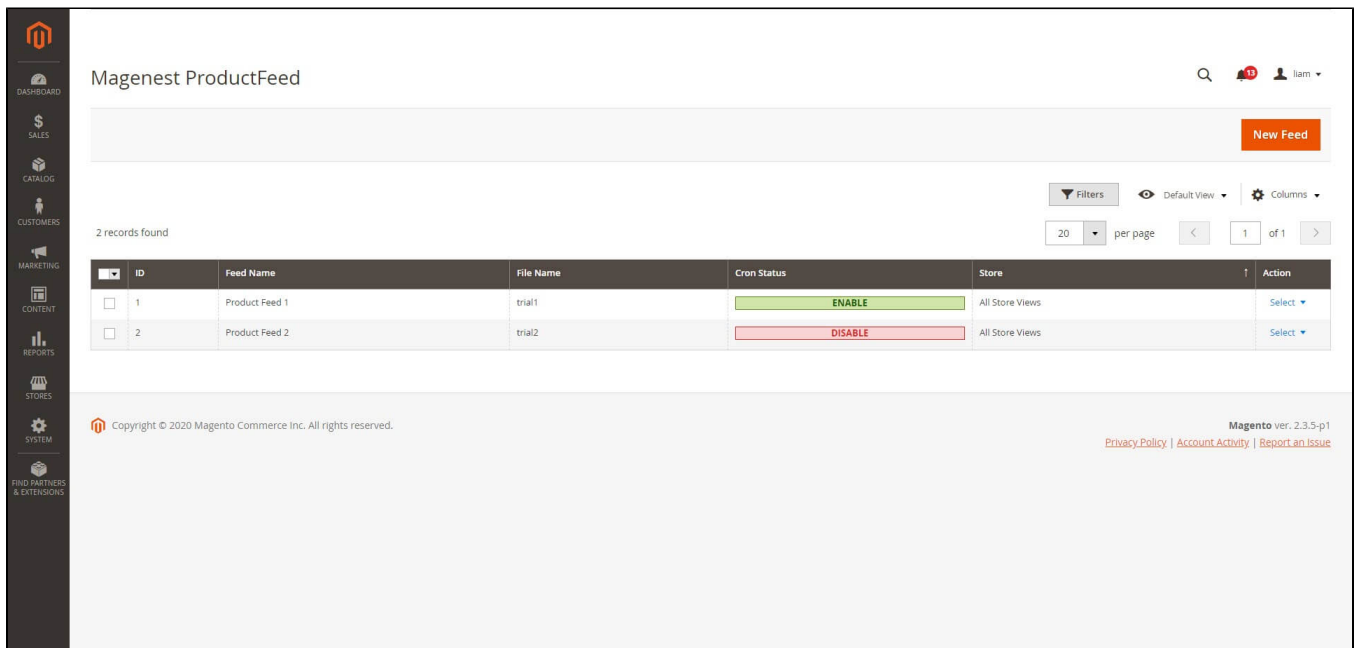 DASHBOARD
SALES
CATALOG
CUSTOMERS
MARKETING
CONTENT
REPORTS
STORES
SYSTEM
FIND PARTNERS
& EXTENSIONS
Magenest ProductFeed
13
liam
New Feed
Filters
Default View
Columns
2 records found
20
per page
1
of 1
ID Feed Name File Name Cron Status Store Action
1 Product Feed 1 trial1 ENABLE All Store Views Select
2 Product Feed 2 trial2 DISABLE All Store Views Select
Copyright © 2020 Magento Commerce Inc. All rights reserved.
Magento ver. 2.3.5-p1
Privacy Policy | Account Activity | Report an Issue